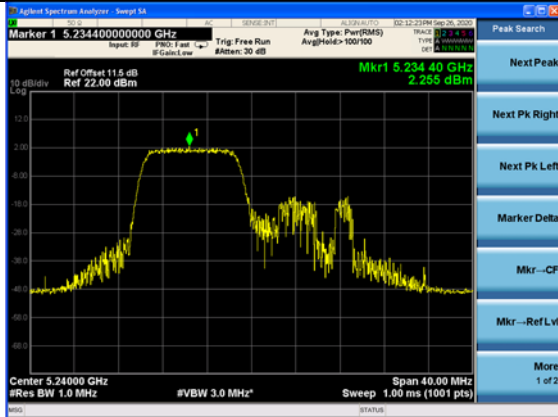 Agilent Spectrum Analyzer - Swept SA
50 Ω AC SENSE:INT ALIGNAUTO 02:12:23 PM Sep 26, 2020
Marker 1 5.234400000000 GHz
Input: RF PNO: Fast Trig: Free Run Avg Type: Pwr(RMS) TRACE 1 2 3 4 5 6
IFGain:Low #Atten: 30 dB Avg|Hold:>100/100 TYPE
DET A N N N N N
Peak Search
Mkr1 5.234 40 GHz
2.255 dBm
Ref Offset 11.5 dB
10 dB/div Ref 22.00 dBm
Log
1
12.0
2.00
-8.00
-18.0
-28.0
-38.0
-48.0
-58.0
-68.0
Next Peak
Next Pk Right
Next Pk Left
Marker Delta
Mkr→CF
Mkr→Ref Lvl
More
1 of 2
Center 5.24000 GHz Span 40.00 MHz
#Res BW 1.0 MHz #VBW 3.0 MHz* Sweep 1.00 ms (1001 pts)
MSG STATUS